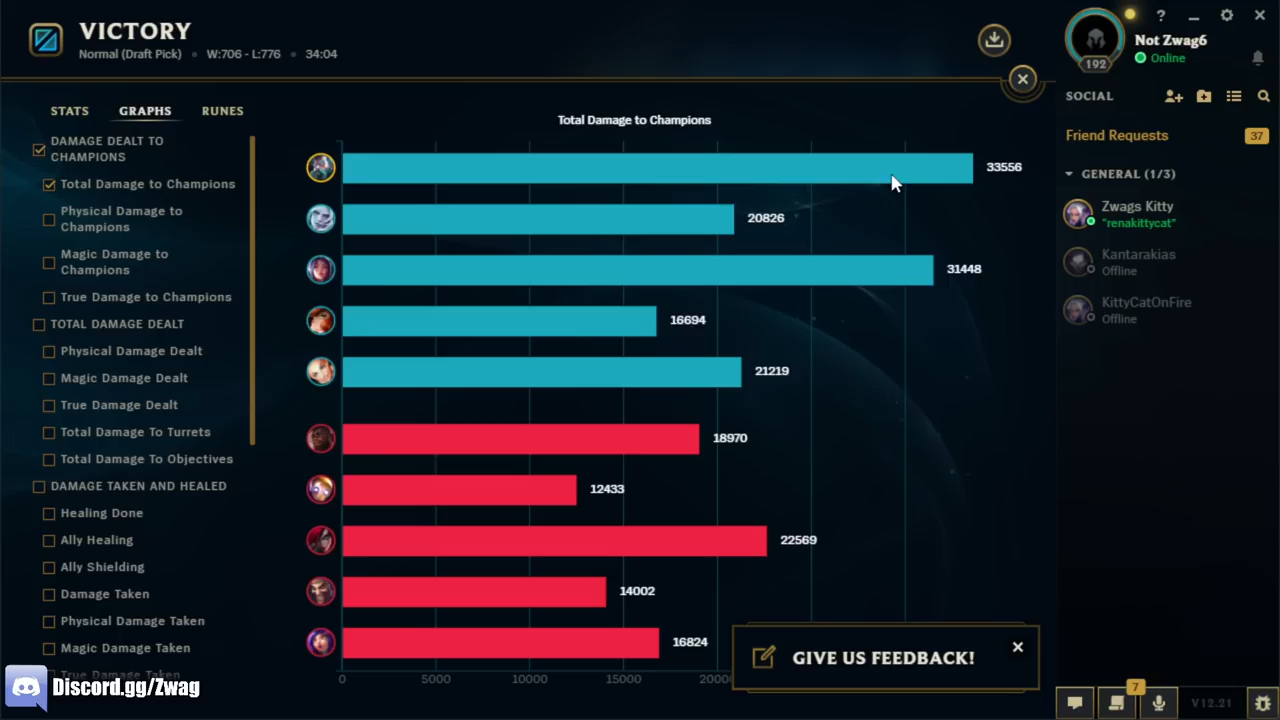 VICTORY
Normal (Draft Pick) • W:706 - L:776 • 34:04
STATS GRAPHS RUNES
DAMAGE DEALT TO
CHAMPIONS
Total Damage to Champions
Physical Damage to
Champions
Magic Damage to
Champions
True Damage to Champions
TOTAL DAMAGE DEALT
Physical Damage Dealt
Magic Damage Dealt
True Damage Dealt
Total Damage To Turrets
Total Damage To Objectives
DAMAGE TAKEN AND HEALED
Healing Done
Ally Healing
Ally Shielding
Damage Taken
Physical Damage Taken
Magic Damage Taken
True Damage Taken
Discord.gg/Zwag
Total Damage to Champions
33556
20826
31448
16694
21219
18970
12433
22569
14002
16824
0 5000 10000 15000 2000
GIVE US FEEDBACK!
?
192
Not Zwag6
Online
SOCIAL
Friend Requests 37
GENERAL (1/3)
Zwags Kitty
"renakittycat"
Kantarakias
Offline
KittyCatOnFire
Offline
7
V12.21